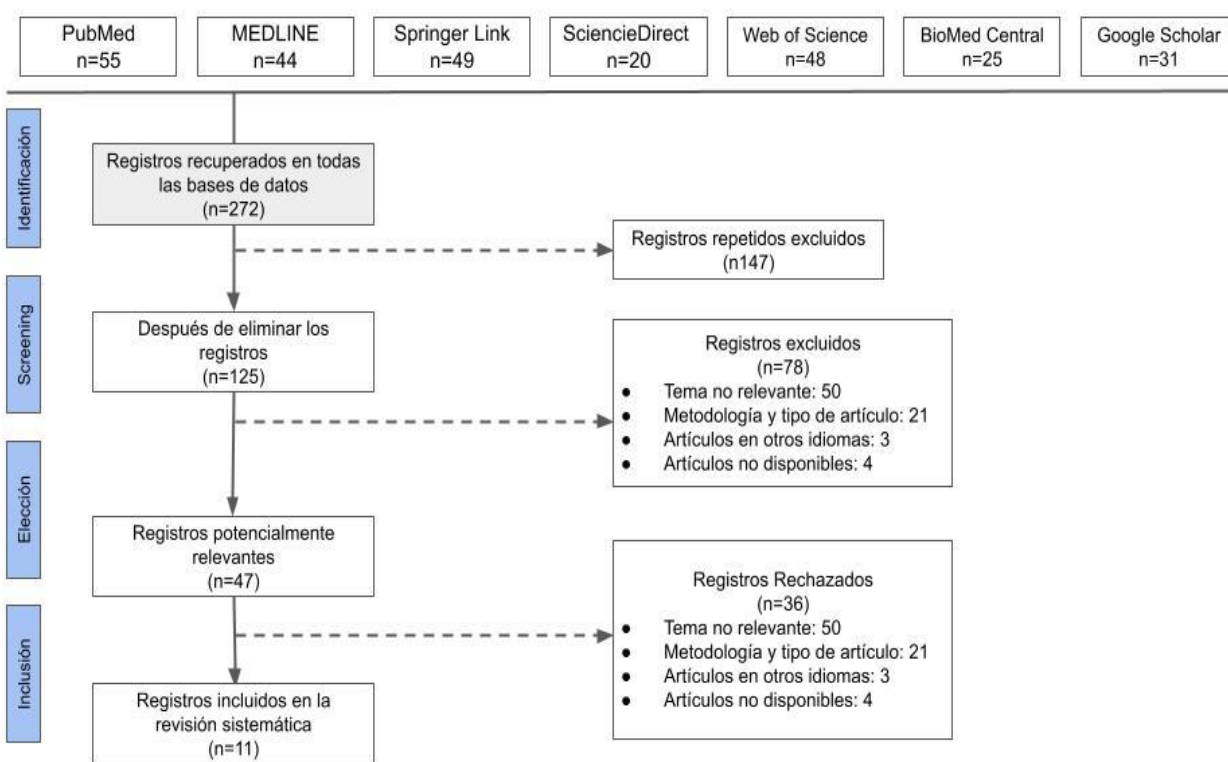 PubMed
n=55
MEDLINE
n=44
Springer Link
n=49
SciencieDirect
n=20
Web of Science
n=48
BioMed Central
n=25
Google Scholar
n=31
Identificación
Registros recuperados en todas
las bases de datos
(n=272)
Registros repetidos excluidos
(n147)
Screening
Después de eliminar los
registros
(n=125)
Registros excluidos
(n=78)
● Tema no relevante: 50
● Metodología y tipo de artículo: 21
● Artículos en otros idiomas: 3
● Artículos no disponibles: 4
Elección
Registros potencialmente
relevantes
(n=47)
Registros Rechazados
(n=36)
● Tema no relevante: 50
● Metodología y tipo de artículo: 21
● Artículos en otros idiomas: 3
● Artículos no disponibles: 4
Inclusión
Registros incluidos en la
revisión sistemática
(n=11)